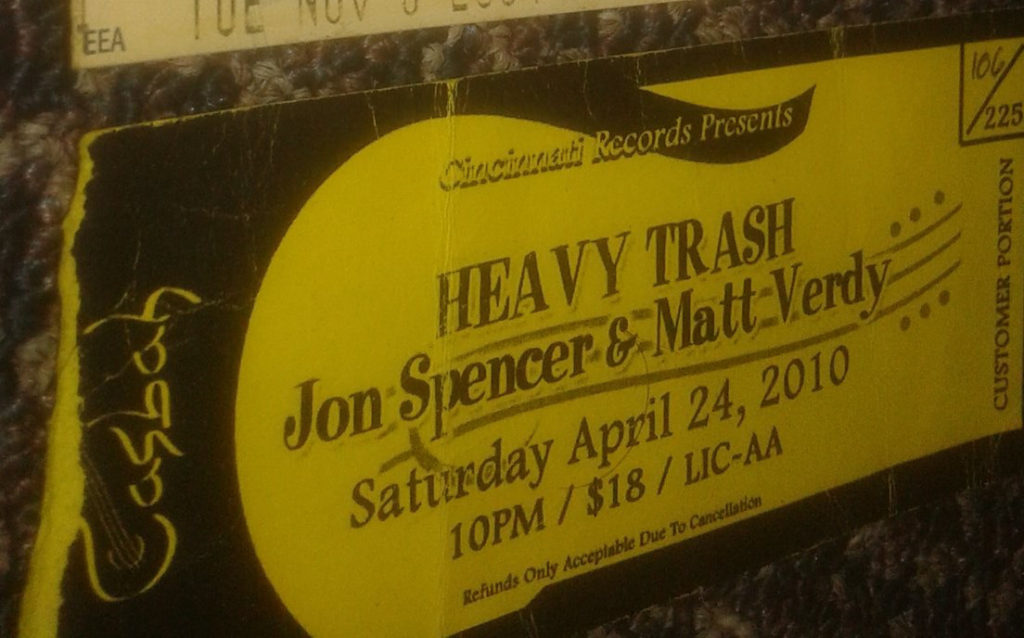 EEA
TUE NOV
Casbah
106/225
Cincinnati Records Presents
HEAVY TRASH
Jon Spencer & Matt Verdy
Saturday April 24, 2010
10PM / $18 / LIC-AA
Refunds Only Acceptable Due To Cancellation
CUSTOMER PORTION